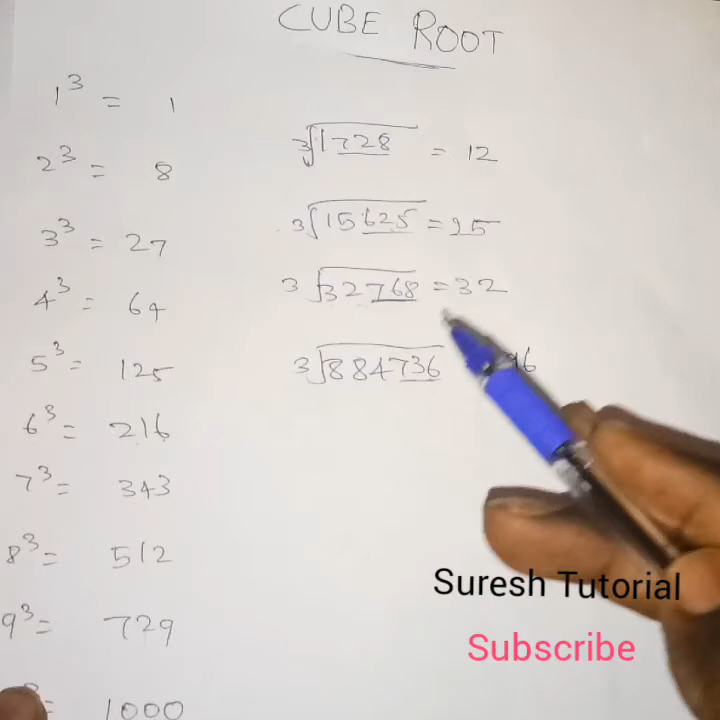 CUBE ROOT
1³ = 1
2³ = 8
3³ = 27
4³ = 64
5³ = 125
6³ = 216
7³ = 343
8³ = 512
9³ = 729
= 1000
∛1728 = 12
∛15625 = 25
∛32768 = 32
∛884736 96
Suresh Tutorial
Subscribe